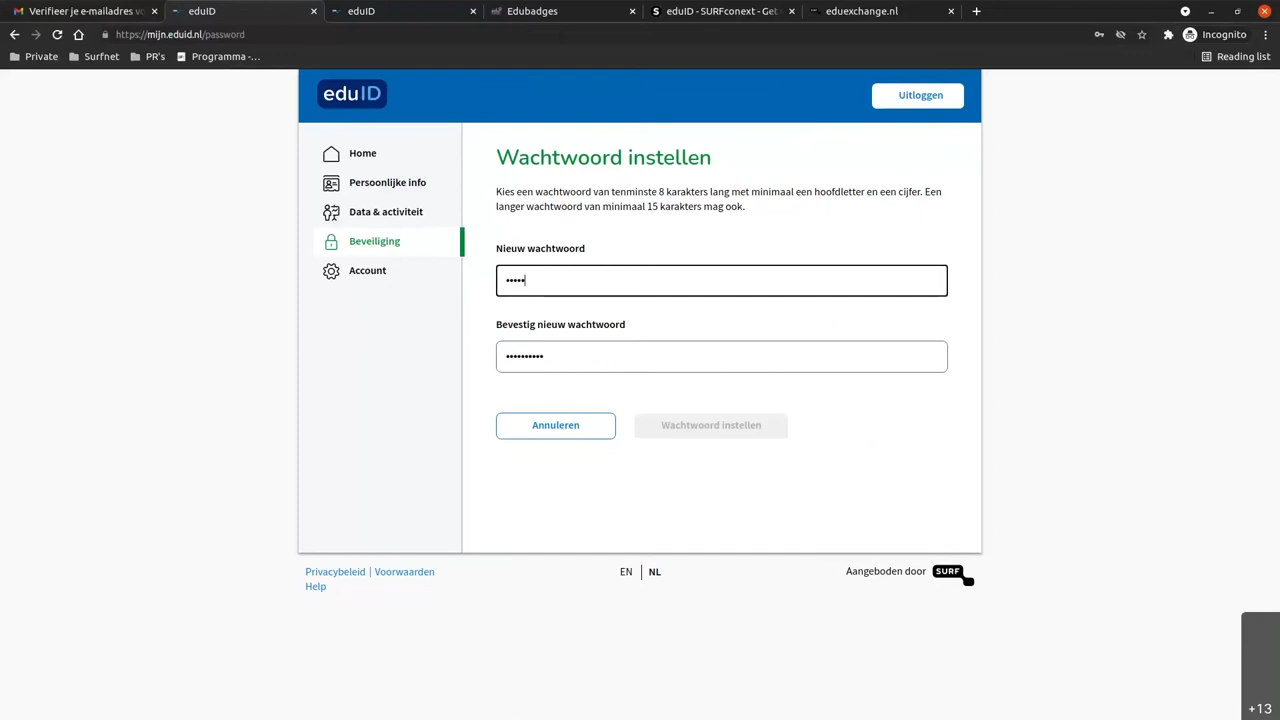 Verifieer je e-mailadres vo
eduID
eduID
Edubadges
eduID - SURFconext - Get
eduexchange.nl
https://mijn.eduid.nl/password
Incognito
Private
Surfnet
PR's
Programma -...
Reading list
eduID
Uitloggen
Home
Persoonlijke info
Data & activiteit
Beveiliging
Account
Wachtwoord instellen
Kies een wachtwoord van tenminste 8 karakters lang met minimaal een hoofdletter en een cijfer. Een
langer wachtwoord van minimaal 15 karakters mag ook.
Nieuw wachtwoord
•••••
Bevestig nieuw wachtwoord
••••••••••
Annuleren
Wachtwoord instellen
Privacybeleid | Voorwaarden
Help
EN | NL
Aangeboden door SURF
+13